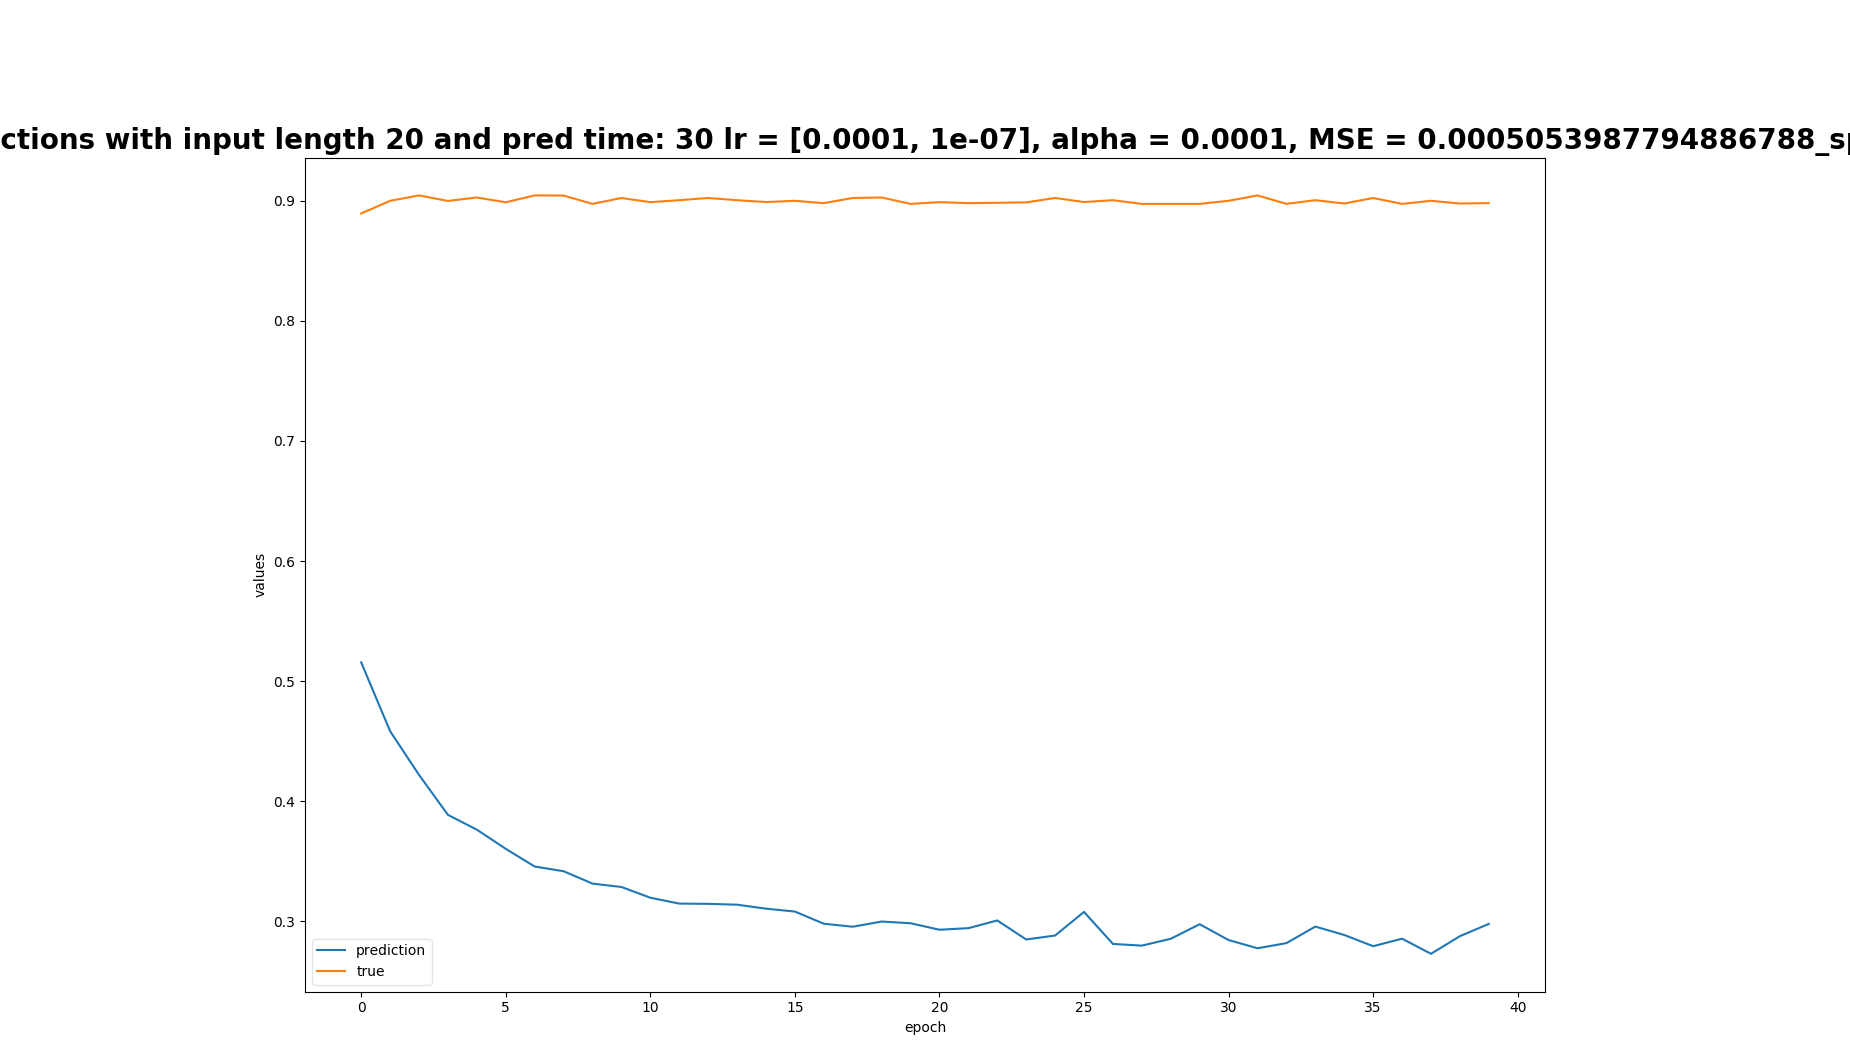 ctions with input length 20 and pred time: 30 lr = [0.0001, 1e-07], alpha = 0.0001, MSE = 0.0005053987794886788_sp
0.9
0.8
0.7
0.6
0.5
0.4
0.3
values
prediction
true
0 5 10 15 20 25 30 35 40
epoch